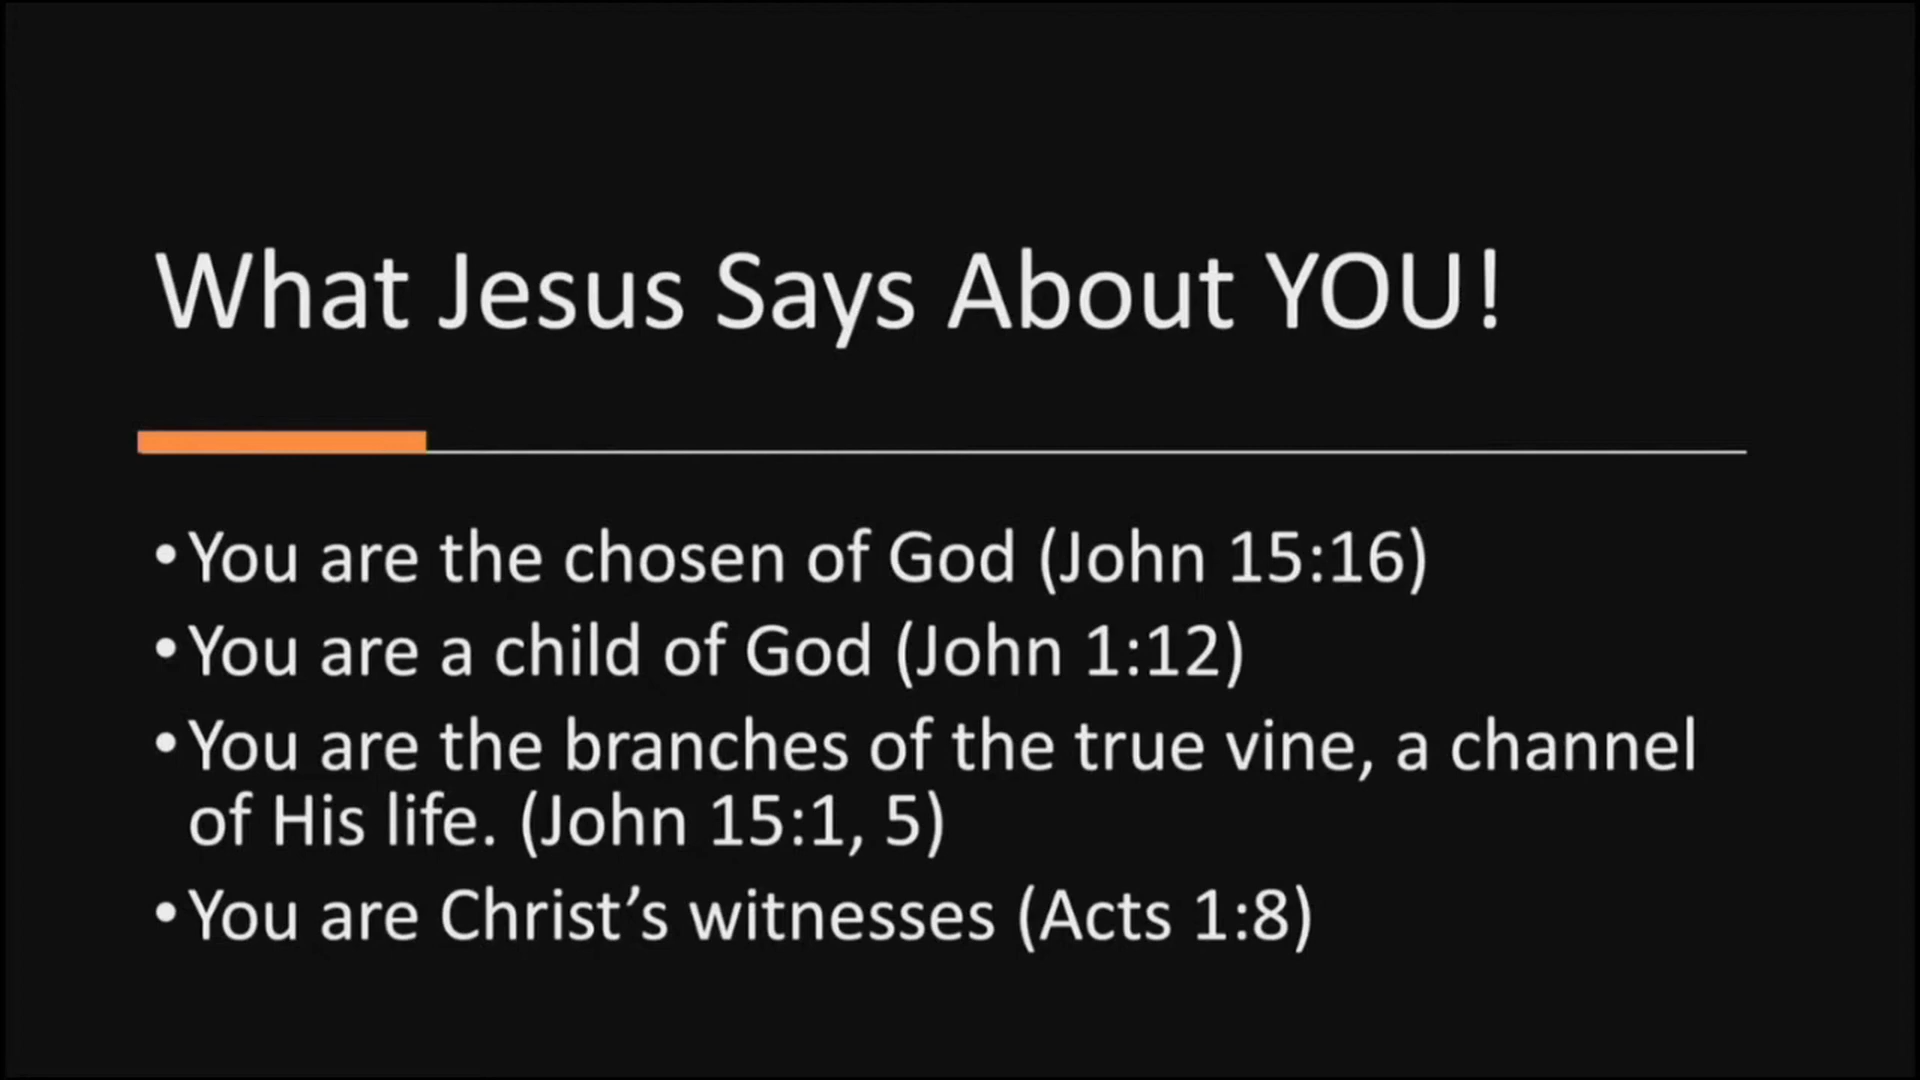 What Jesus Says About YOU!
•You are the chosen of God (John 15:16)
•You are a child of God (John 1:12)
•You are the branches of the true vine, a channel
of His life. (John 15:1, 5)
•You are Christ’s witnesses (Acts 1:8)